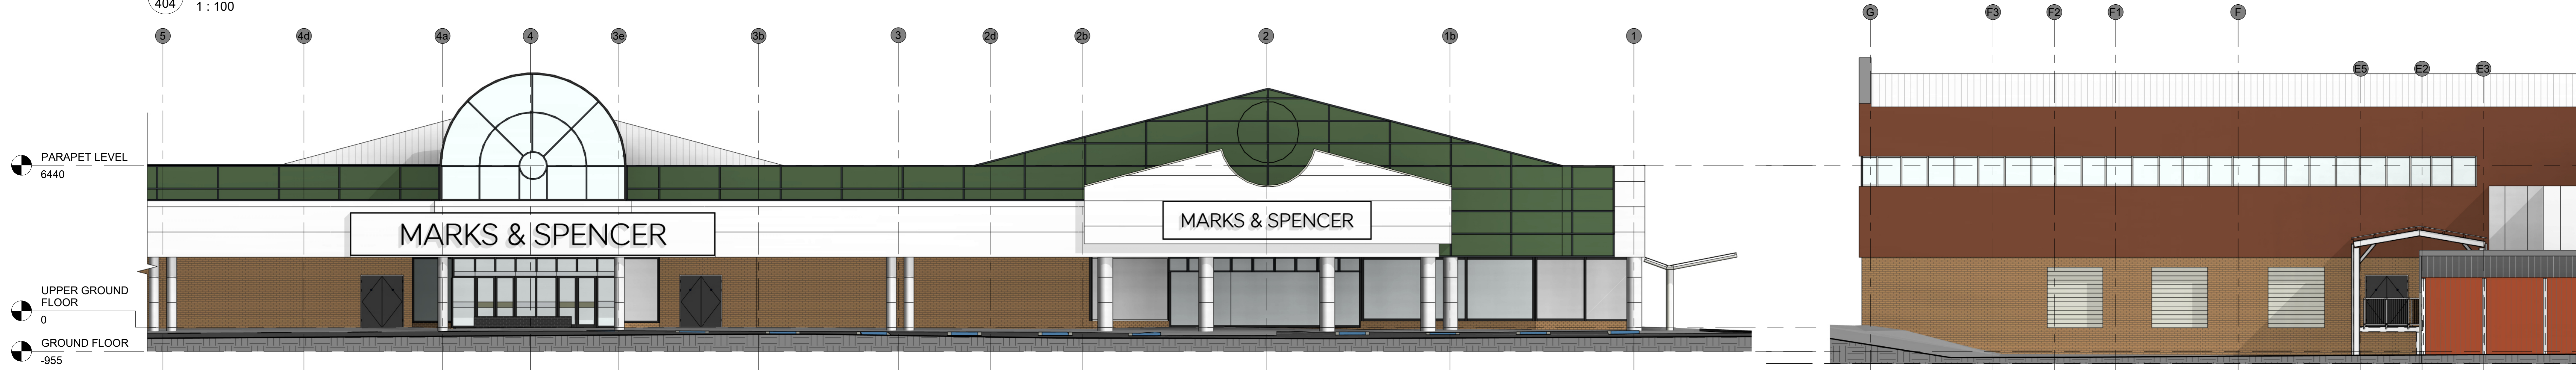 404
1 : 100
5 4d 4a 4 3e 3b 3 2d 2b 2 1b 1
G F3 F2 F1 F
E5 E2 E3
PARAPET LEVEL
6440
MARKS & SPENCER
MARKS & SPENCER
UPPER GROUND
FLOOR
0
GROUND FLOOR
-955